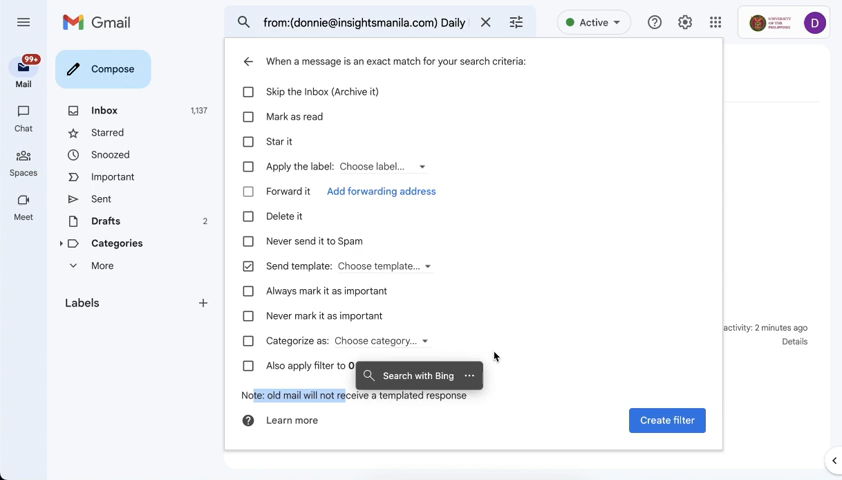 Gmail
from:(donnie@insightsmanila.com) Daily
Active
UNIVERSITY
OF THE
PHILIPPINES
D
99+
Mail
Compose
When a message is an exact match for your search criteria:
Skip the Inbox (Archive it)
Inbox 1,137
Mark as read
Chat
Starred
Star it
Snoozed
Apply the label: Choose label...
Spaces
Important
Forward it Add forwarding address
Sent
Meet
Drafts 2
Delete it
Categories
Never send it to Spam
More
Send template: Choose template...
Labels
Always mark it as important
Never mark it as important
activity: 2 minutes ago
Details
Categorize as: Choose category...
Also apply filter to 0
Search with Bing
Note: old mail will not receive a templated response
Learn more
Create filter